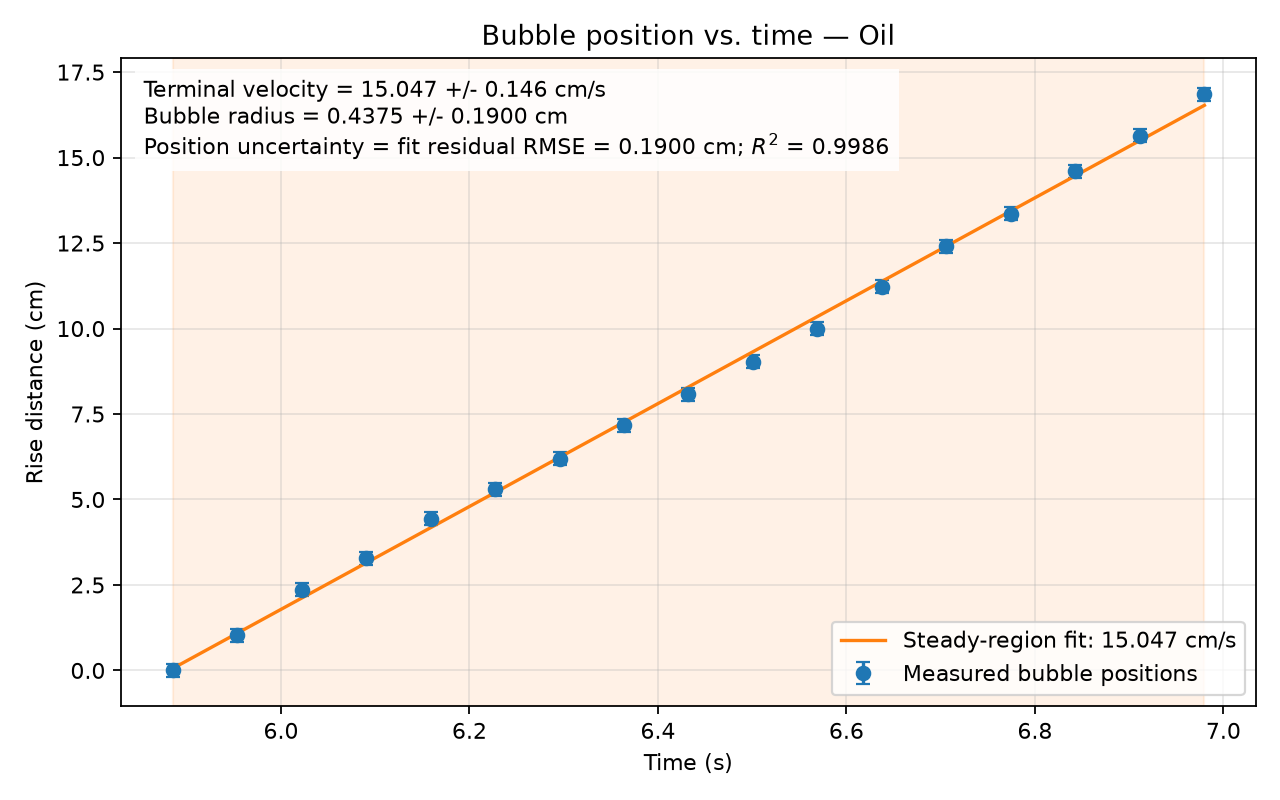 Bubble position vs. time — Oil
Terminal velocity = 15.047 +/- 0.146 cm/s
Bubble radius = 0.4375 +/- 0.1900 cm
Position uncertainty = fit residual RMSE = 0.1900 cm; R² = 0.9986
Rise distance (cm)
17.5
15.0
12.5
10.0
7.5
5.0
2.5
0.0
Steady-region fit: 15.047 cm/s
Measured bubble positions
6.0 6.2 6.4 6.6 6.8 7.0
Time (s)